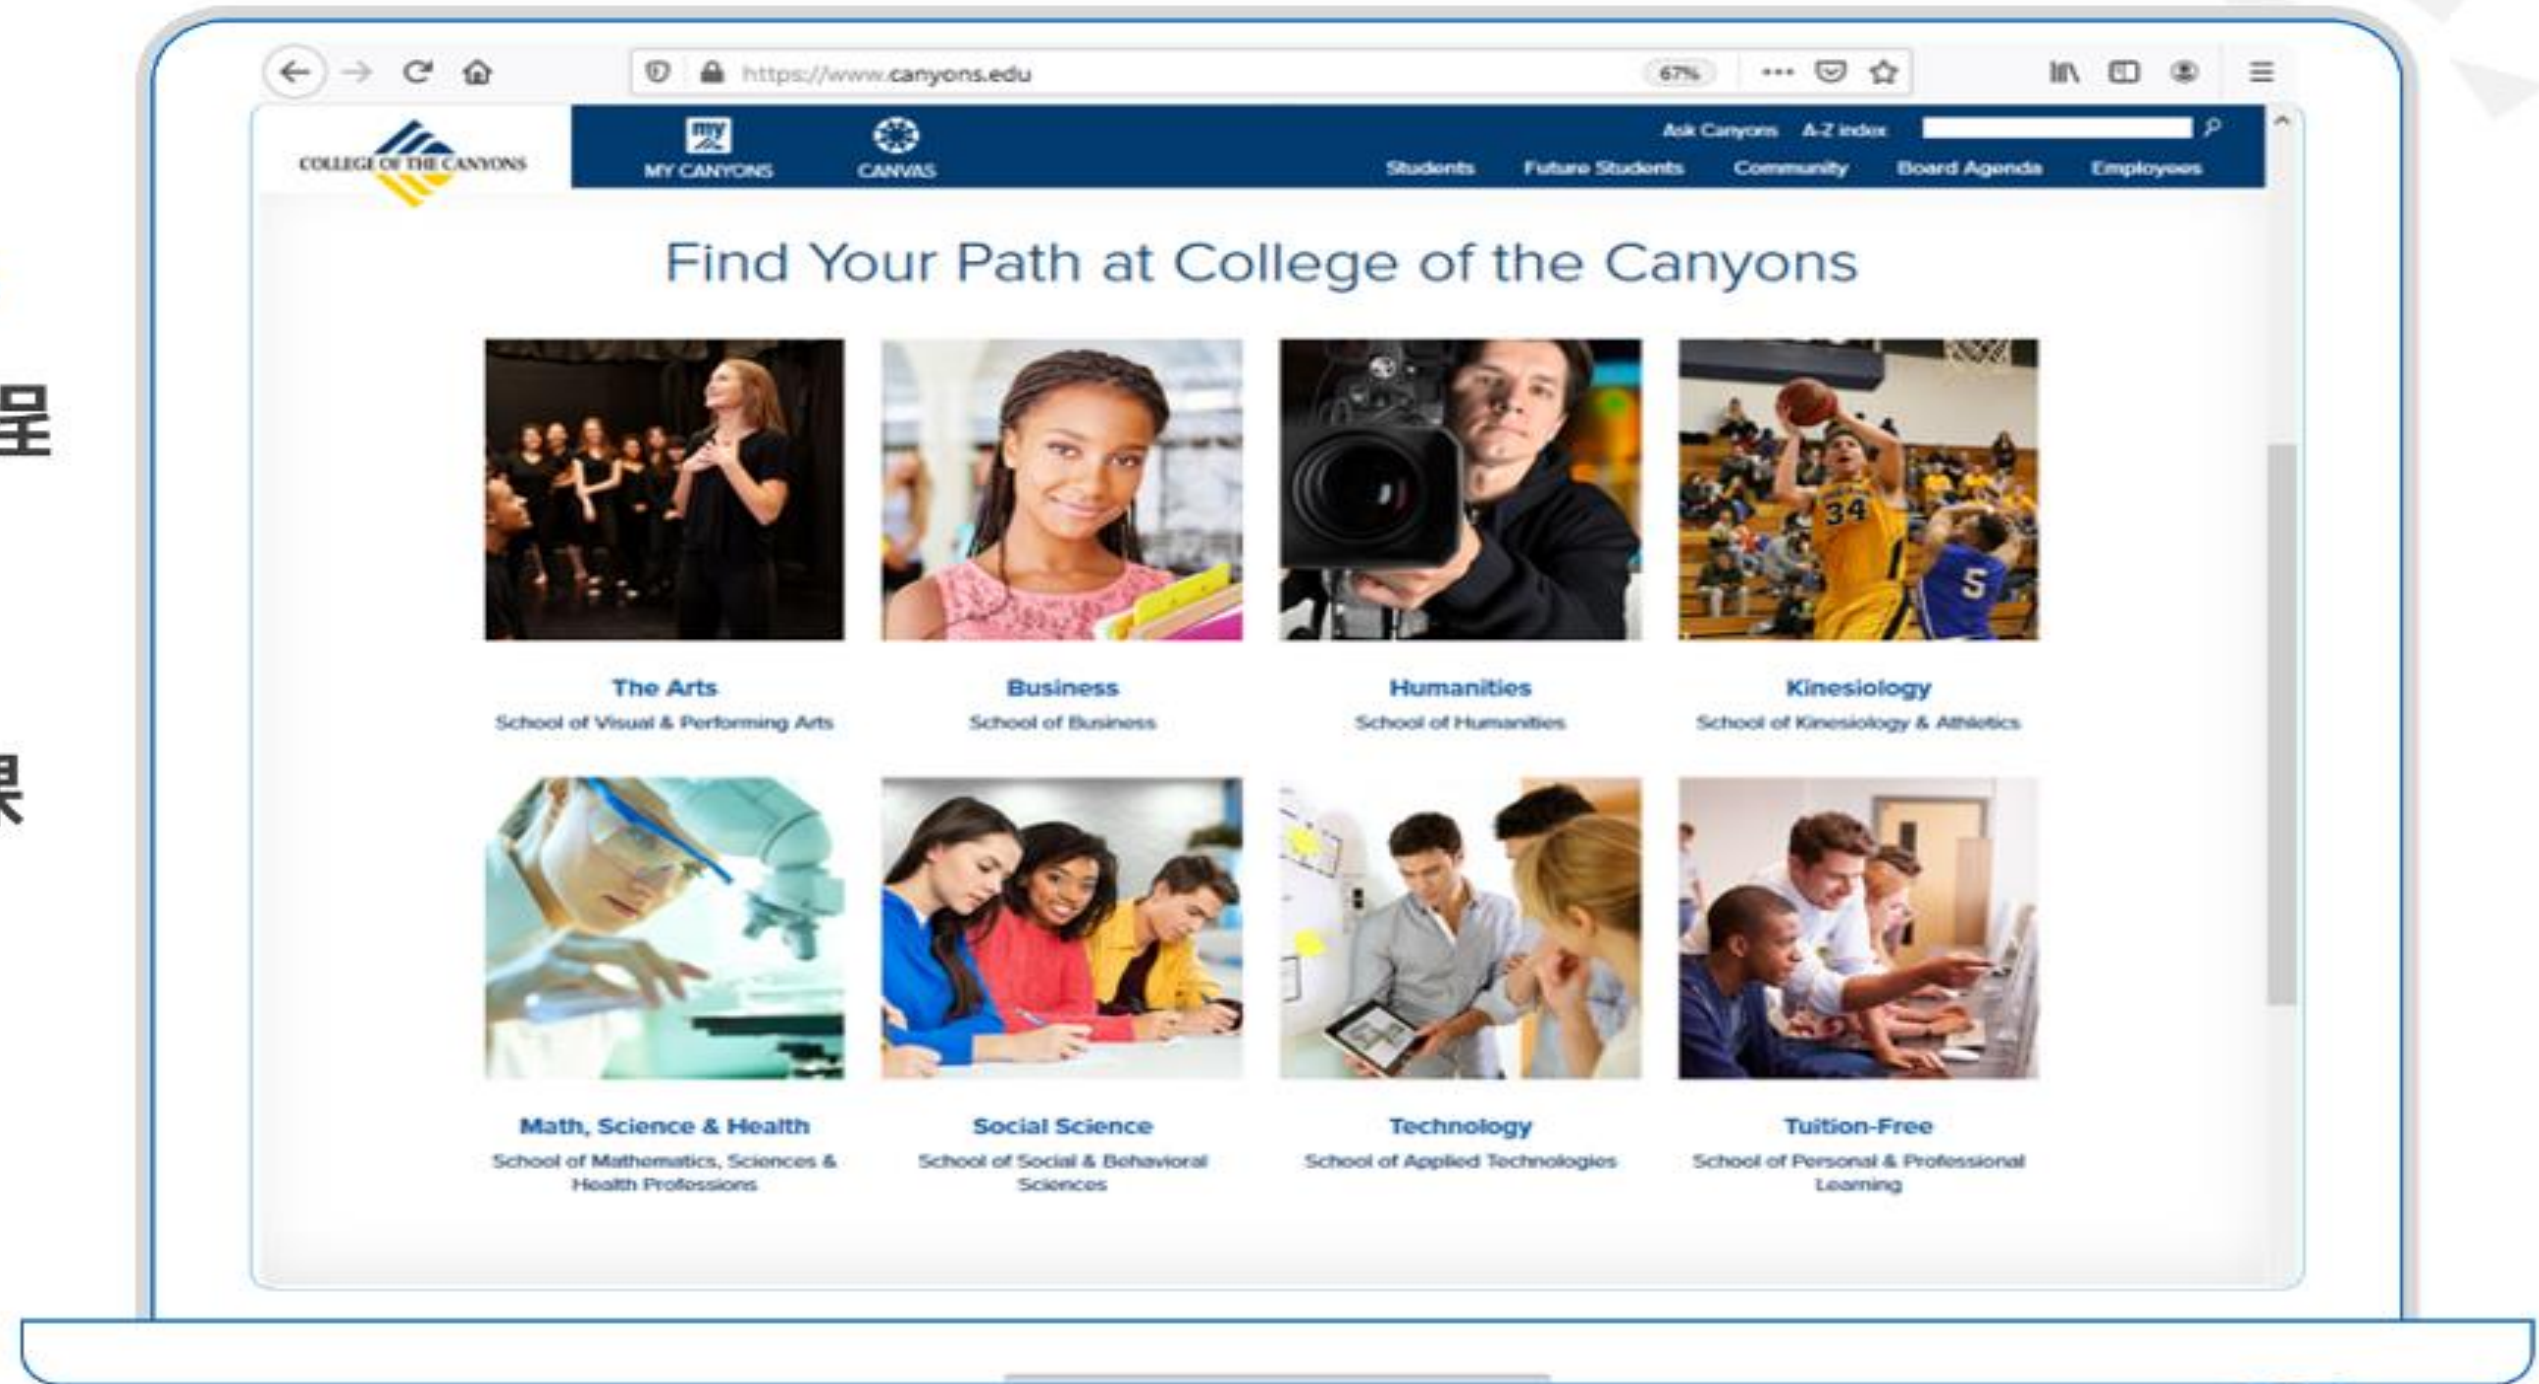 https://www.canyons.edu
67%
COLLEGE OF THE CANYONS
my
MY CANYONS
CANVAS
Ask Canyons A-Z index
Students Future Students Community Board Agenda Employees
Find Your Path at College of the Canyons
程
課
34
5
The Arts
School of Visual & Performing Arts
Business
School of Business
Humanities
School of Humanities
Kinesiology
School of Kinesiology & Athletics
Math, Science & Health
School of Mathematics, Sciences &
Health Professions
Social Science
School of Social & Behavioral
Sciences
Technology
School of Applied Technologies
Tuition-Free
School of Personal & Professional
Learning